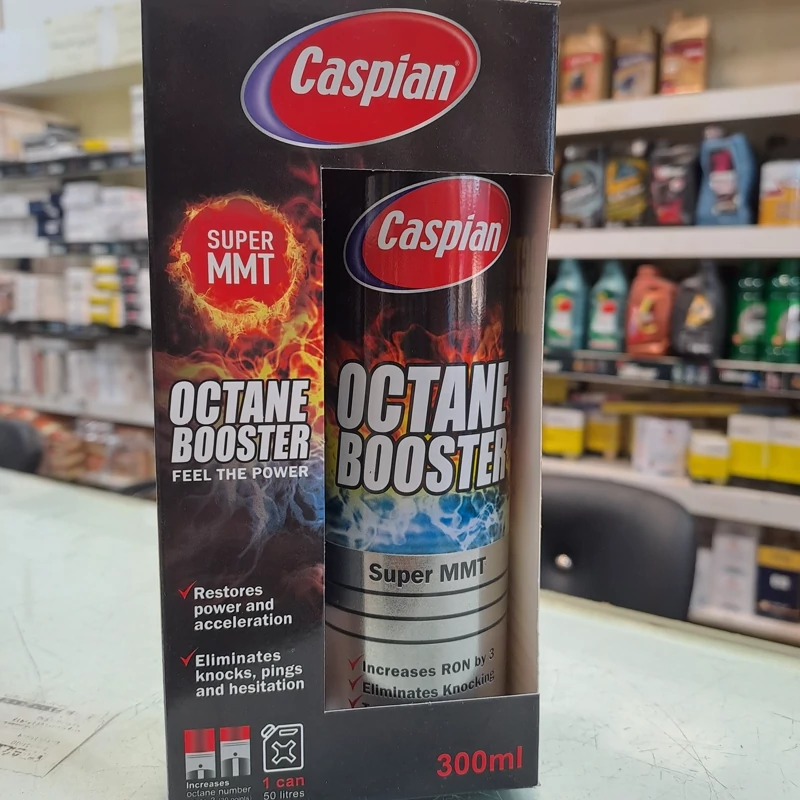 Caspian
SUPER
MMT
OCTANE
BOOSTER
FEEL THE POWER
Restores
power and
acceleration
Eliminates
knocks, pings
and hesitation
Increases
octane number
1 can
50 litres
Caspian
OCTANE
BOOSTER
Super MMT
Increases RON by 3
Eliminates Knocking
300ml